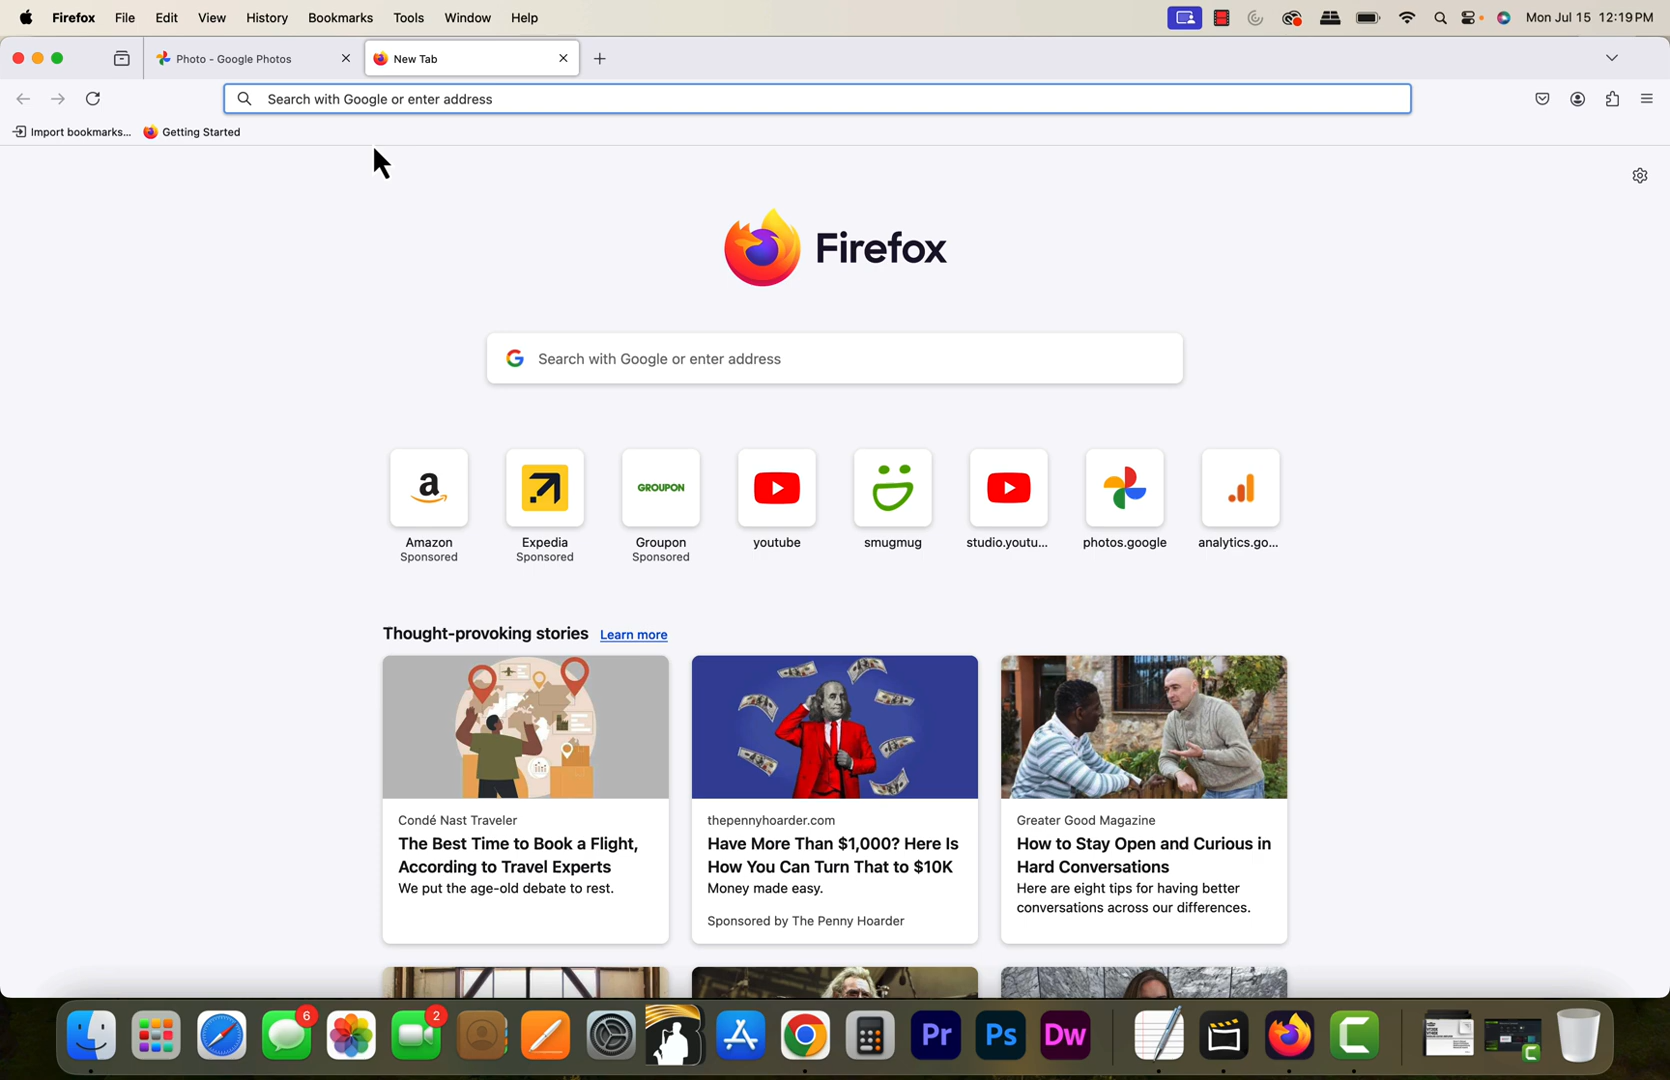 Firefox File Edit View History Bookmarks Tools Window Help Mon Jul 15 12:19 PM
Photo - Google Photos New Tab
Search with Google or enter address
Import bookmarks... Getting Started
Firefox
Search with Google or enter address
a GROUPON
Amazon Expedia Groupon youtube smugmug studio.youtu... photos.google analytics.go...
Sponsored Sponsored Sponsored
Thought-provoking stories Learn more
Condé Nast Traveler
The Best Time to Book a Flight,
According to Travel Experts
We put the age-old debate to rest.
thepennyhoarder.com
Have More Than $1,000? Here Is
How You Can Turn That to $10K
Money made easy.
Sponsored by The Penny Hoarder
Greater Good Magazine
How to Stay Open and Curious in
Hard Conversations
Here are eight tips for having better
conversations across our differences.
6 2 Pr Ps Dw C